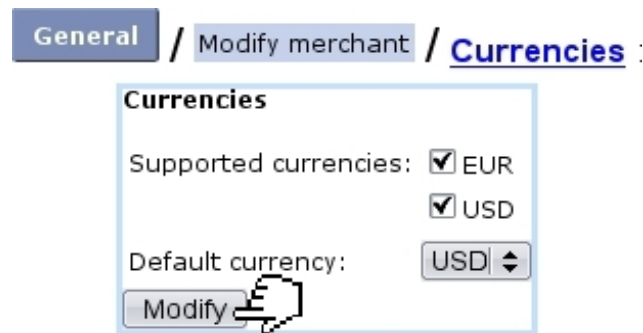 General / Modify merchant / Currencies :
Currencies
Supported currencies: EUR
USD
Default currency: USD
Modify